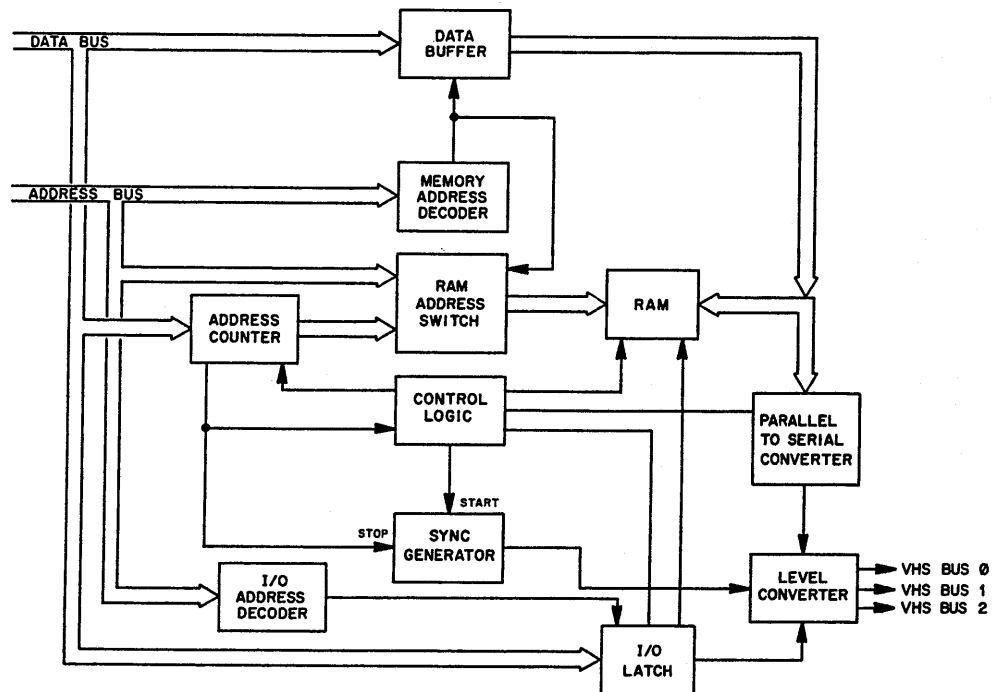 DATA BUS
DATA
BUFFER
ADDRESS BUS
MEMORY
ADDRESS
DECODER
RAM
ADDRESS
SWITCH
RAM
ADDRESS
COUNTER
CONTROL
LOGIC
PARALLEL
TO SERIAL
CONVERTER
START
STOP
SYNC
GENERATOR
I/O
ADDRESS
DECODER
LEVEL
CONVERTER
VHS BUS 0
VHS BUS 1
VHS BUS 2
I/O
LATCH